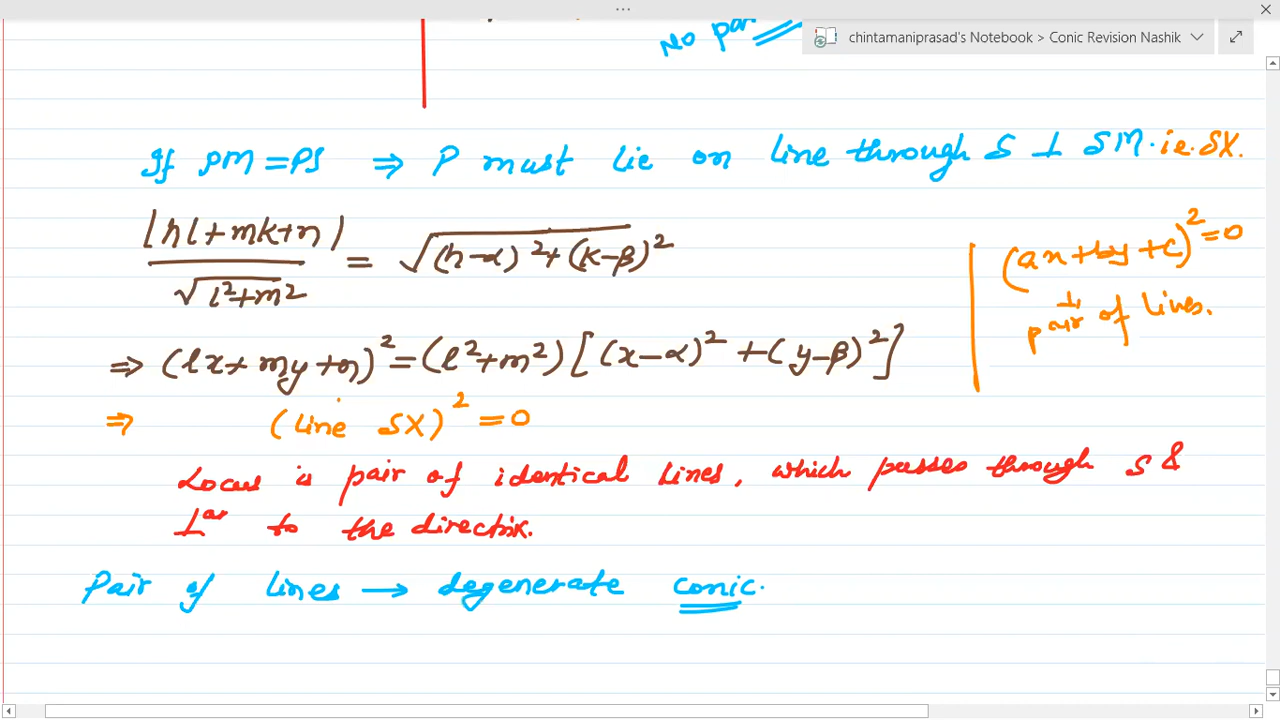 ...
No par
chintamaniprasad's Notebook > Conic Revision Nashik
If PM = PS ⇒ P must lie on line through S ⊥ SM. i.e. SX.
|hl+mk+n| / √(l²+m²) = √((h-α)²+(k-β)²)
⇒ (lx+my+n)² = (l²+m²)[(x-α)²+(y-β)²]
⇒ (line SX)² = 0
(ax+by+c)² = 0
↓
pair of lines.
Locus is pair of identical lines, which passes through S &
⊥ar to the directrix.
Pair of lines → degenerate conic.